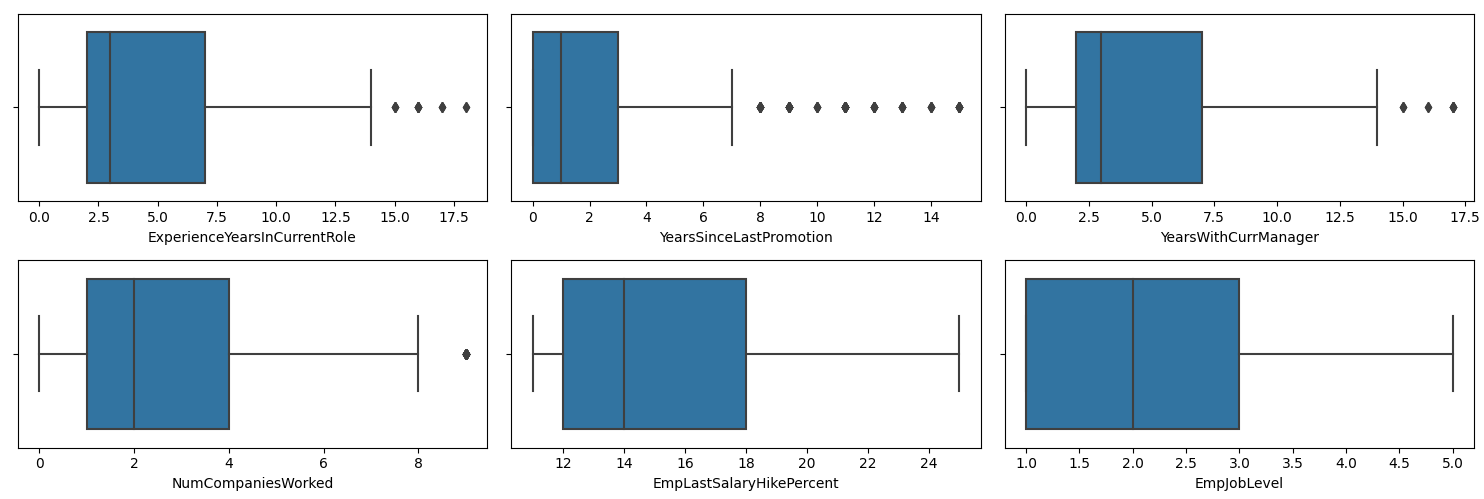 0.0 2.5 5.0 7.5 10.0 12.5 15.0 17.5
ExperienceYearsInCurrentRole
0 2 4 6 8 10 12 14
YearsSinceLastPromotion
0.0 2.5 5.0 7.5 10.0 12.5 15.0 17.5
YearsWithCurrManager
0 2 4 6 8
NumCompaniesWorked
12 14 16 18 20 22 24
EmpLastSalaryHikePercent
1.0 1.5 2.0 2.5 3.0 3.5 4.0 4.5 5.0
EmpJobLevel